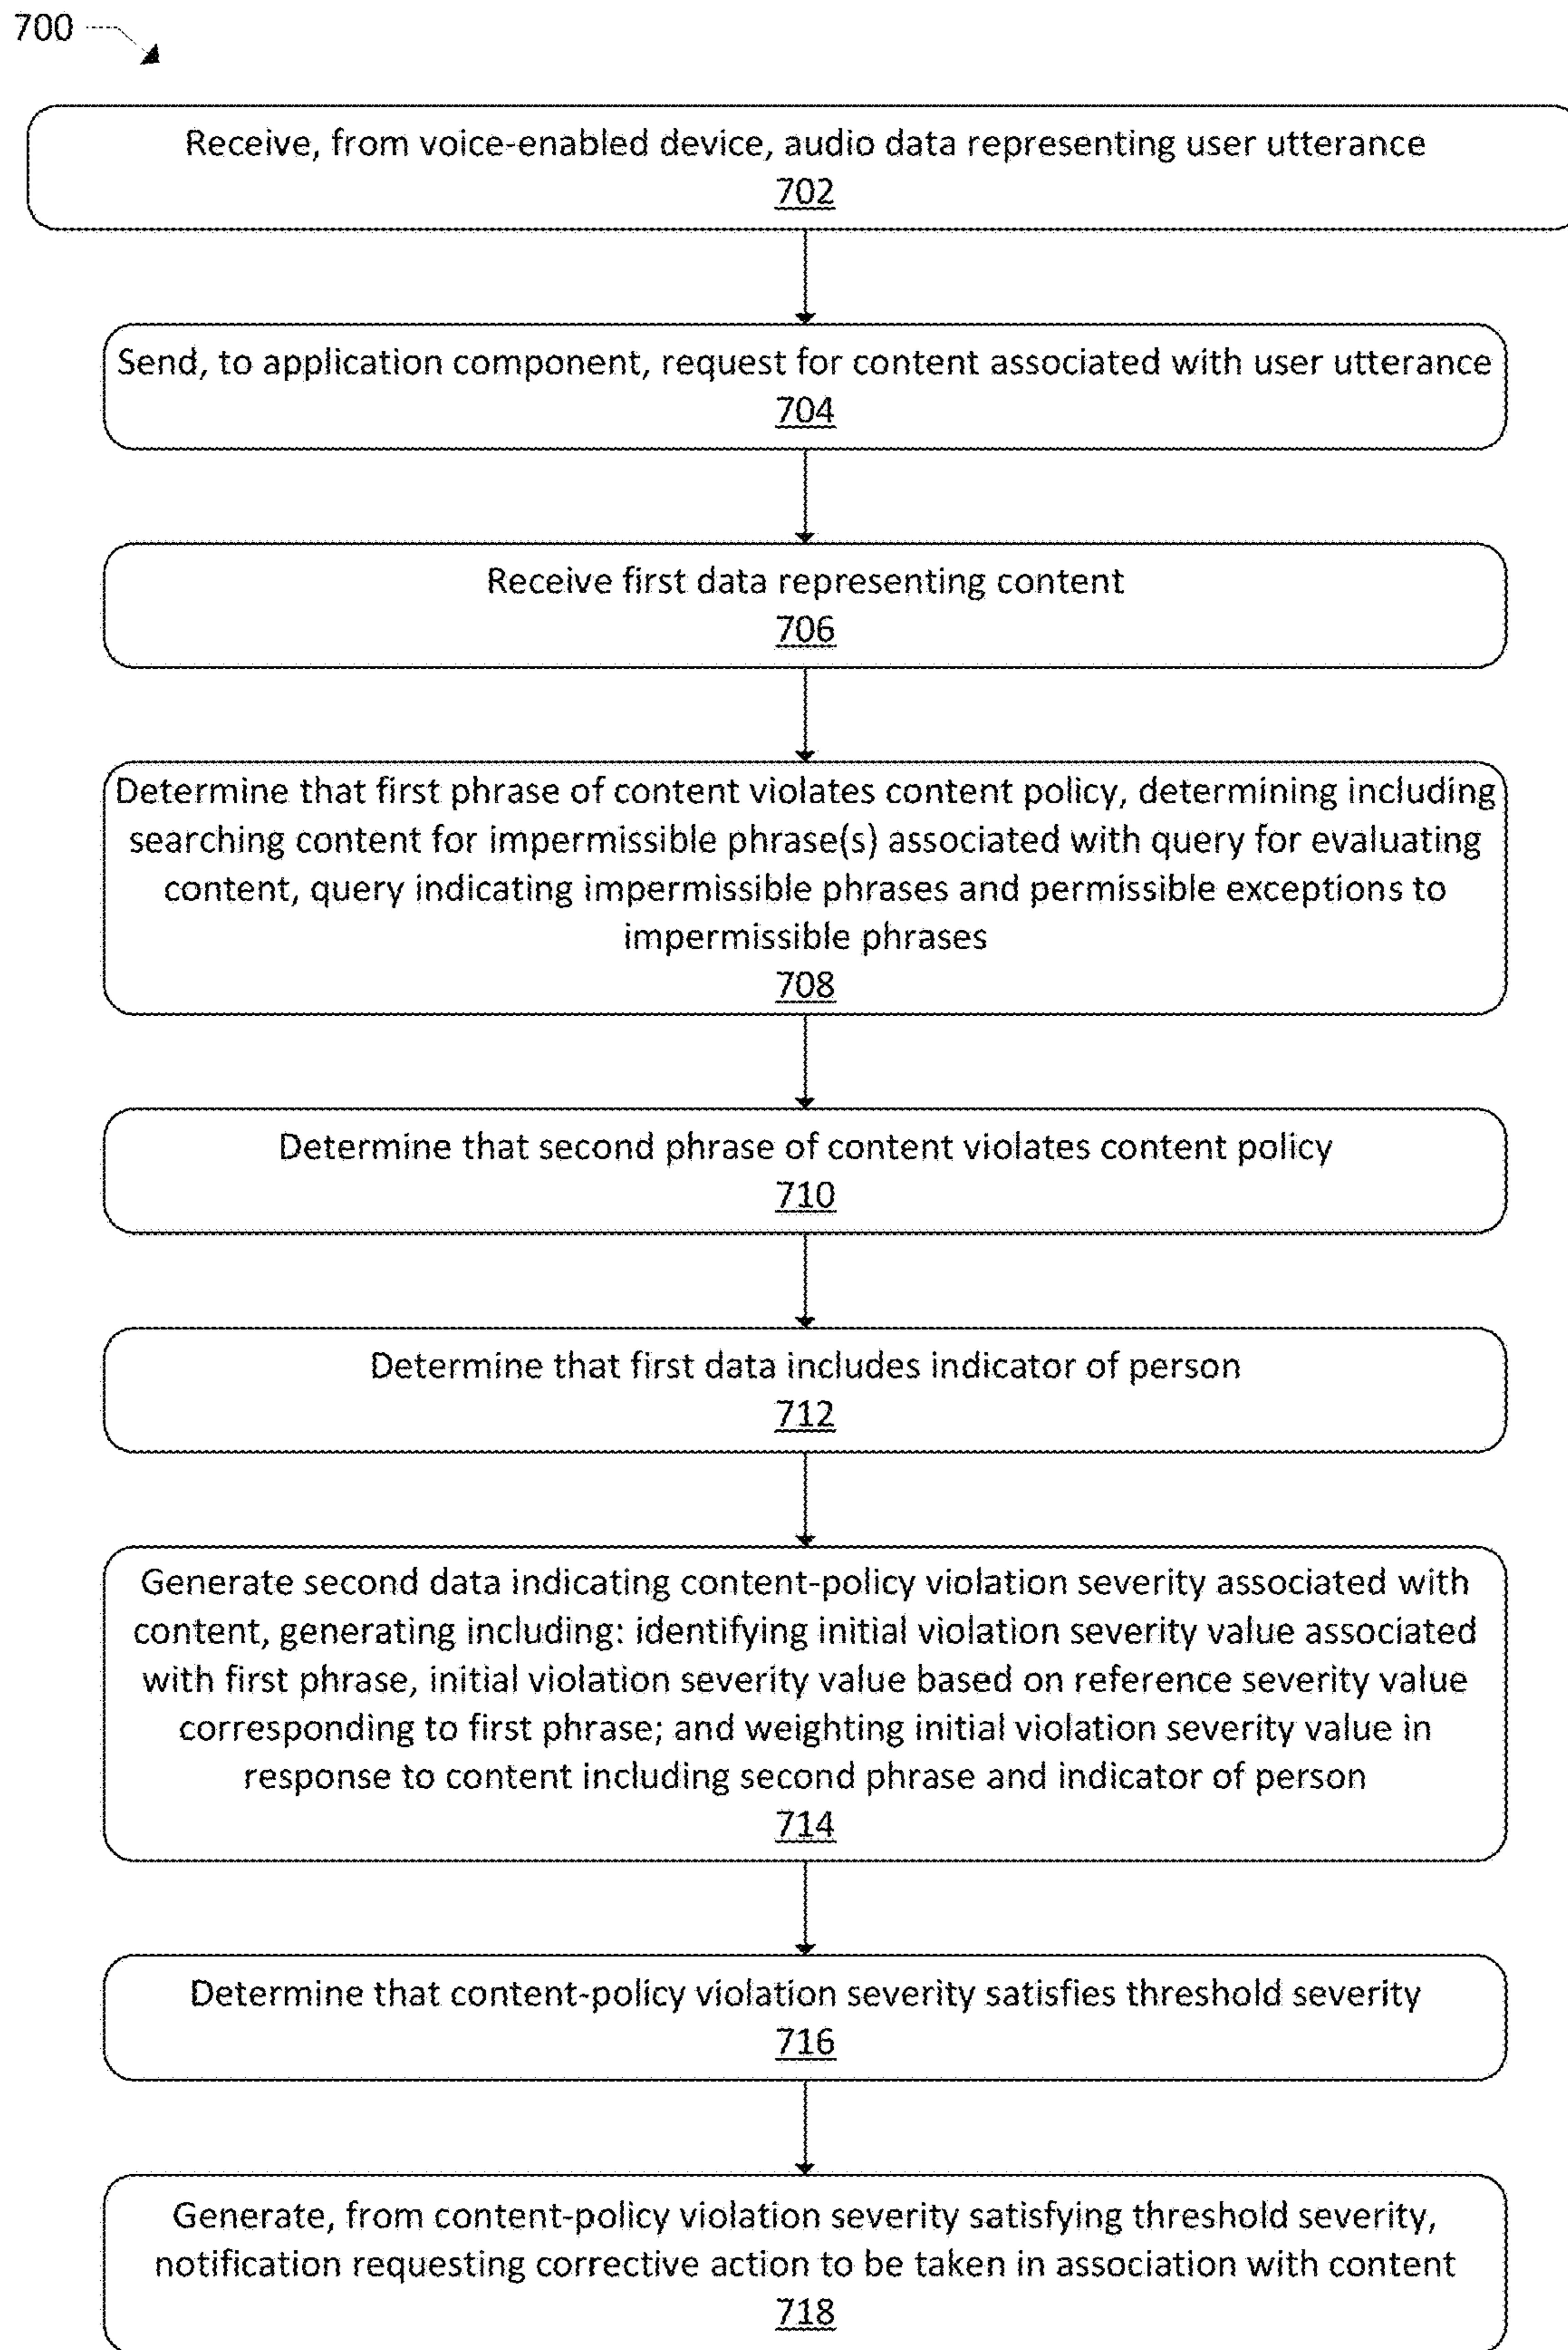 700
Receive, from voice-enabled device, audio data representing user utterance
702
Send, to application component, request for content associated with user utterance
704
Receive first data representing content
706
Determine that first phrase of content violates content policy, determining including
searching content for impermissible phrase(s) associated with query for evaluating
content, query indicating impermissible phrases and permissible exceptions to
impermissible phrases
708
Determine that second phrase of content violates content policy
710
Determine that first data includes indicator of person
712
Generate second data indicating content-policy violation severity associated with
content, generating including: identifying initial violation severity value associated
with first phrase, initial violation severity value based on reference severity value
corresponding to first phrase; and weighting initial violation severity value in
response to content including second phrase and indicator of person
714
Determine that content-policy violation severity satisfies threshold severity
716
Generate, from content-policy violation severity satisfying threshold severity,
notification requesting corrective action to be taken in association with content
718